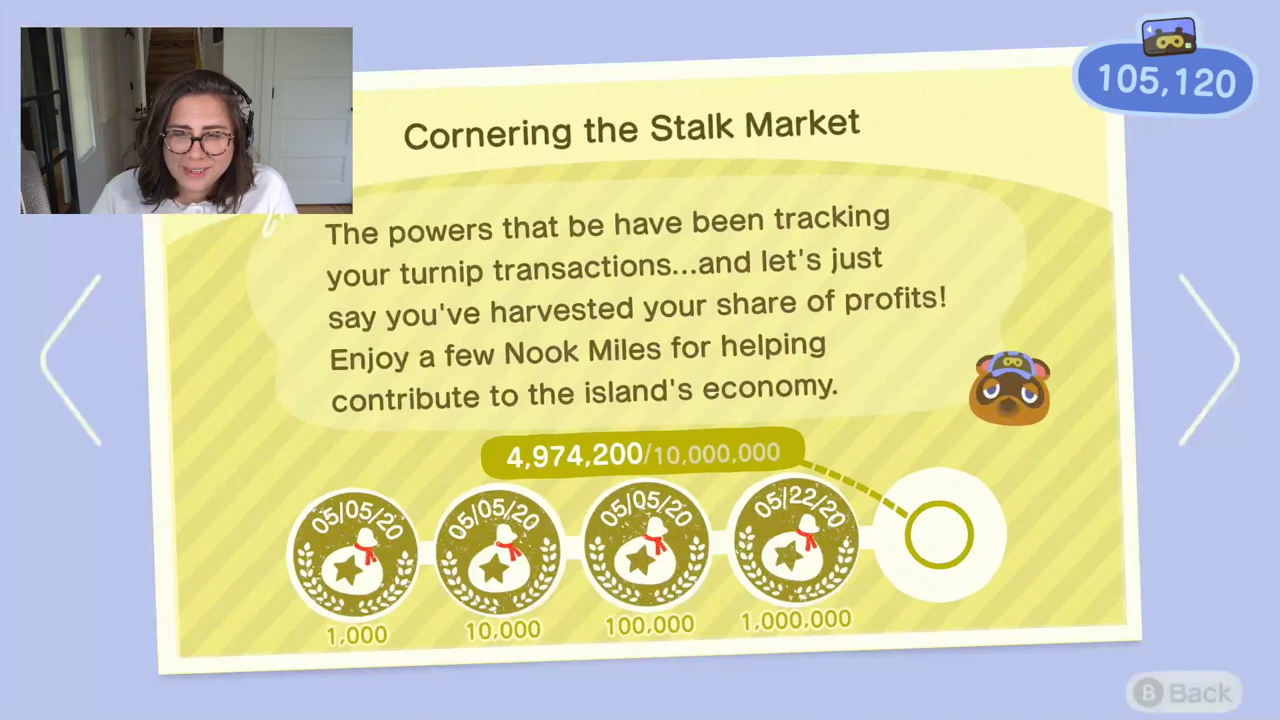 105,120
Cornering the Stalk Market
The powers that be have been tracking
your turnip transactions...and let's just
say you've harvested your share of profits!
Enjoy a few Nook Miles for helping
contribute to the island's economy.
4,974,200/10,000,000
05/05/20
05/05/20
05/05/20
05/22/20
1,000
10,000
100,000
1,000,000
B Back